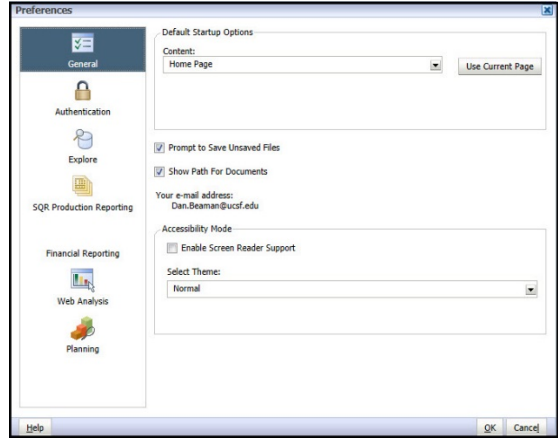 Preferences
General
Authentication
Explore
SQR Production Reporting
Financial Reporting
Web Analysis
Planning
Default Startup Options
Content:
Home Page
Use Current Page
Prompt to Save Unsaved Files
Show Path For Documents
Your e-mail address:
Dan.Beaman@ucsf.edu
Accessibility Mode
Enable Screen Reader Support
Select Theme:
Normal
Help
OK
Cancel